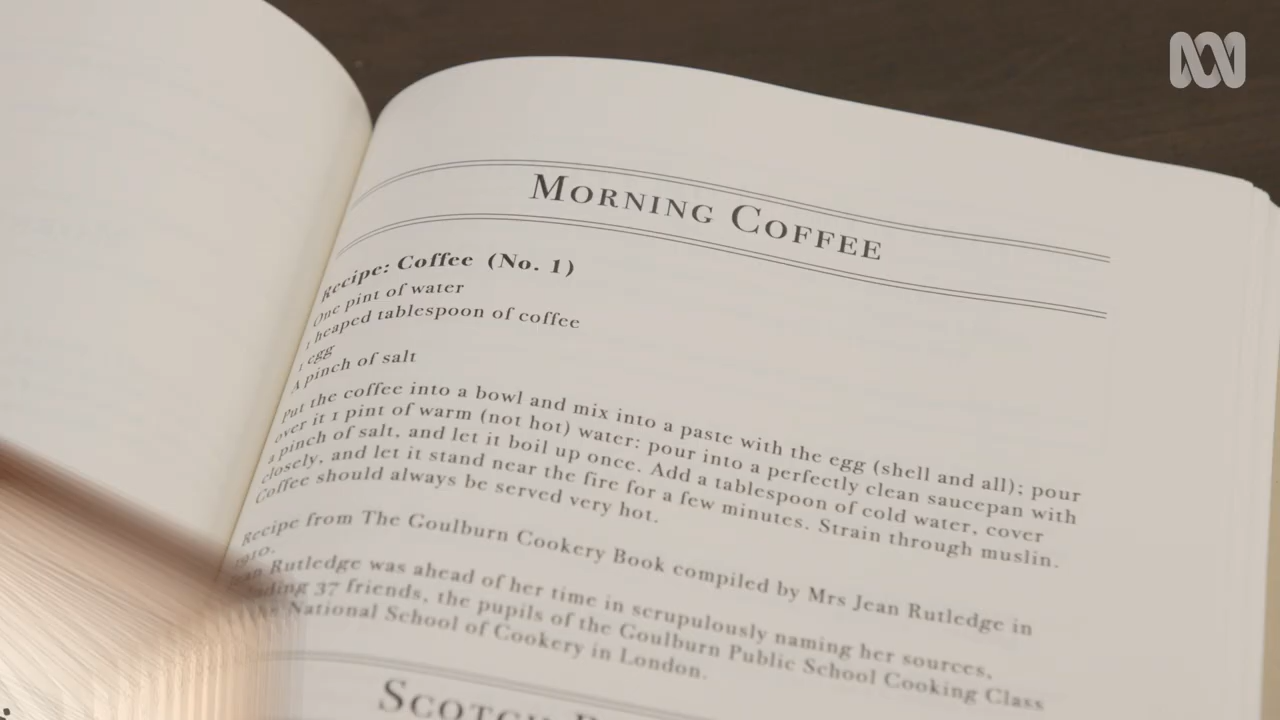 MORNING COFFEE
Recipe: Coffee (No. 1)
One pint of water
1 heaped tablespoon of coffee
1 egg
A pinch of salt
Put the coffee into a bowl and mix into a paste with the egg (shell and all); pour
over it 1 pint of warm (not hot) water: pour into a perfectly clean saucepan with
a pinch of salt, and let it boil up once. Add a tablespoon of cold water, cover
closely, and let it stand near the fire for a few minutes. Strain through muslin.
Coffee should always be served very hot.
Recipe from The Goulburn Cookery Book compiled by Mrs Jean Rutledge in
1910.
Jean Rutledge was ahead of her time in scrupulously naming her sources,
37 friends, the pupils of the Goulburn Public School Cooking Class
National School of Cookery in London.
SCOTCH